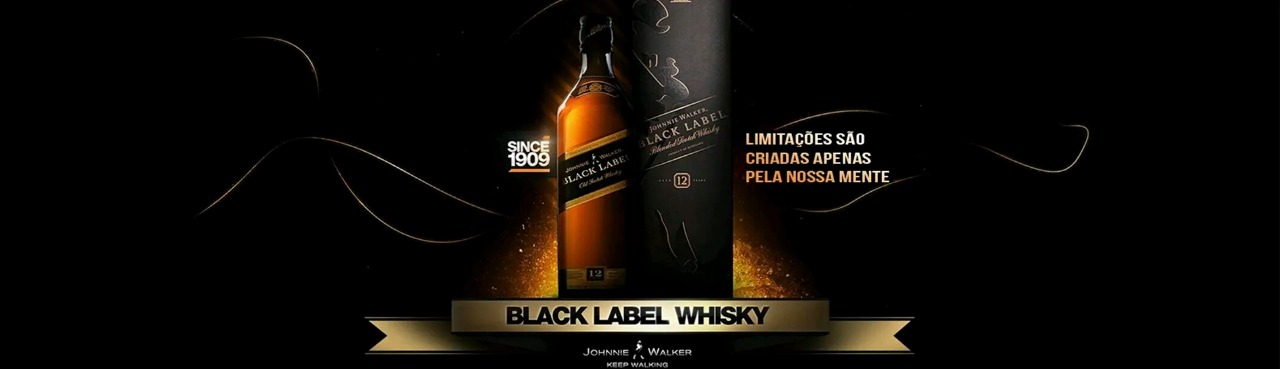 SINCE
1909
JOHNNIE WALKER
BLACK LABEL
Old Scotch Whisky
12
JOHNNIE WALKER
BLACK LABEL
Blended Scotch Whisky
12
LIMITAÇÕES SÃO
CRIADAS APENAS
PELA NOSSA MENTE
BLACK LABEL WHISKY
JOHNNIE WALKER
KEEP WALKING